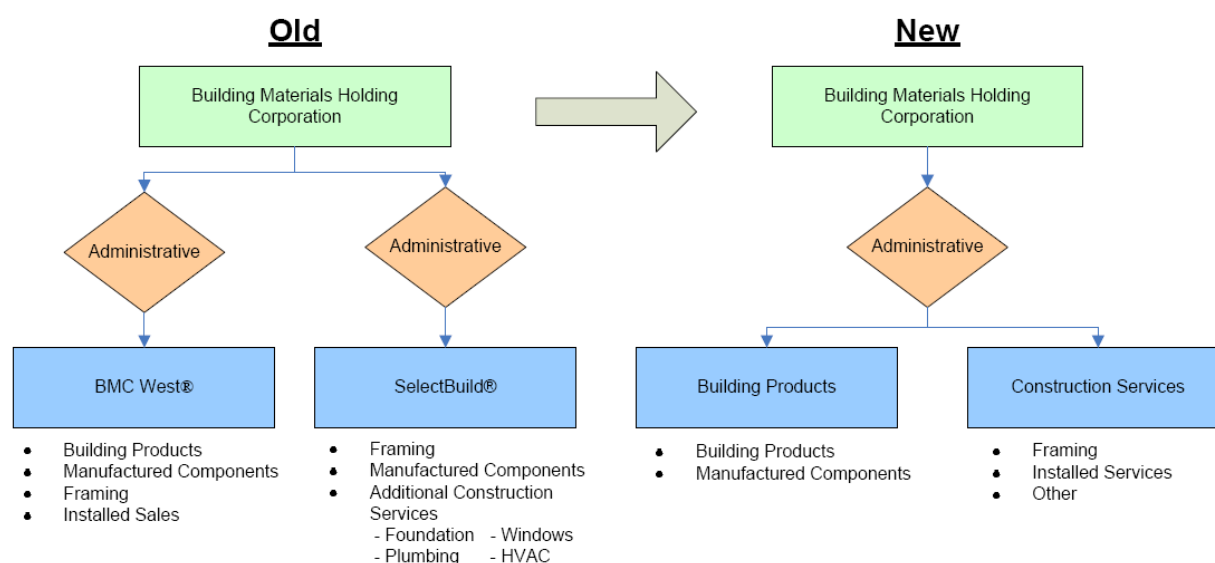 Old
Building Materials Holding
Corporation
Administrative
Administrative
BMC West®
● Building Products
● Manufactured Components
● Framing
● Installed Sales
SelectBuild®
● Framing
● Manufactured Components
● Additional Construction
Services
- Foundation - Windows
- Plumbing - HVAC
New
Building Materials Holding
Corporation
Administrative
Building Products
● Building Products
● Manufactured Components
Construction Services
● Framing
● Installed Services
● Other